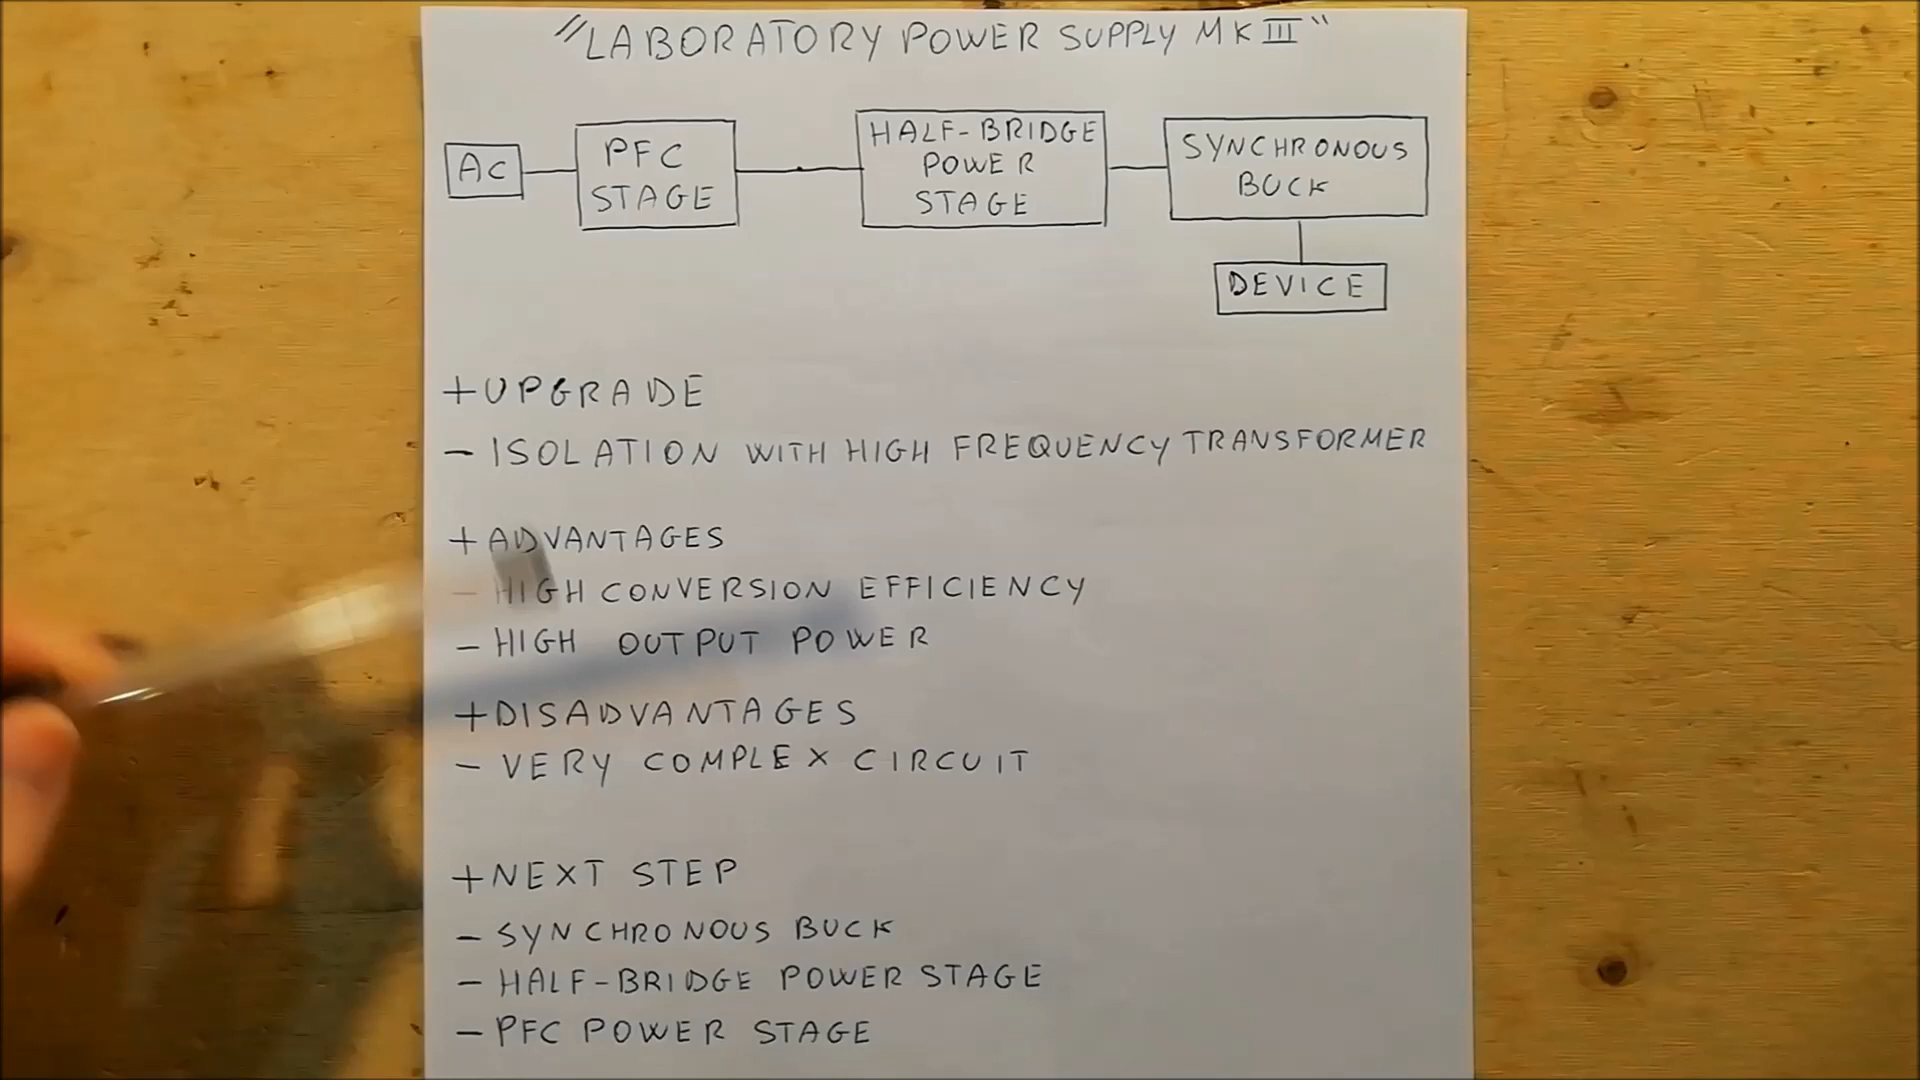 "LABORATORY POWER SUPPLY MK III"
AC
PFC
STAGE
HALF-BRIDGE
POWER
STAGE
SYNCHRONOUS
BUCK
DEVICE
+UPGRADE
- ISOLATION WITH HIGH FREQUENCY TRANSFORMER
+ADVANTAGES
- HIGH CONVERSION EFFICIENCY
- HIGH OUTPUT POWER
+DISADVANTAGES
- VERY COMPLEX CIRCUIT
+NEXT STEP
- SYNCHRONOUS BUCK
- HALF-BRIDGE POWER STAGE
- PFC POWER STAGE